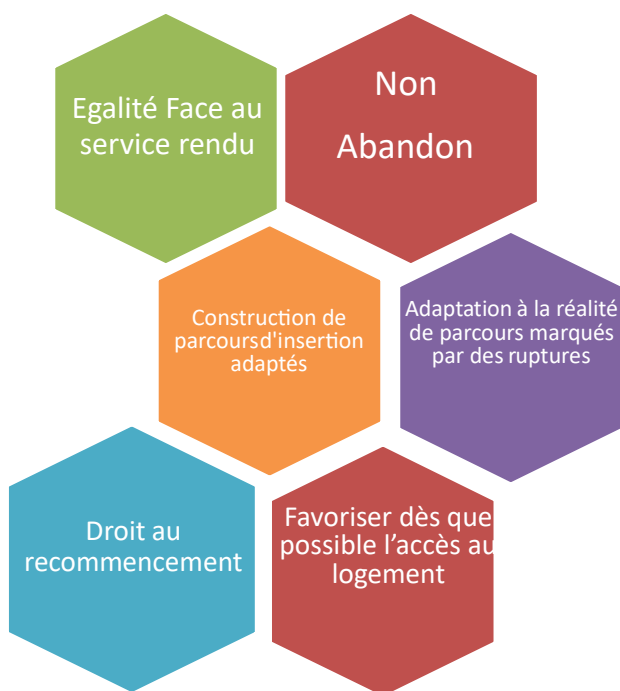 Egalité Face au
service rendu
Non
Abandon
Construction de
parcours d'insertion
adaptés
Adaptation à la réalité
de parcours marqués
par des ruptures
Droit au
recommencement
Favoriser dès que
possible l’accès au
logement